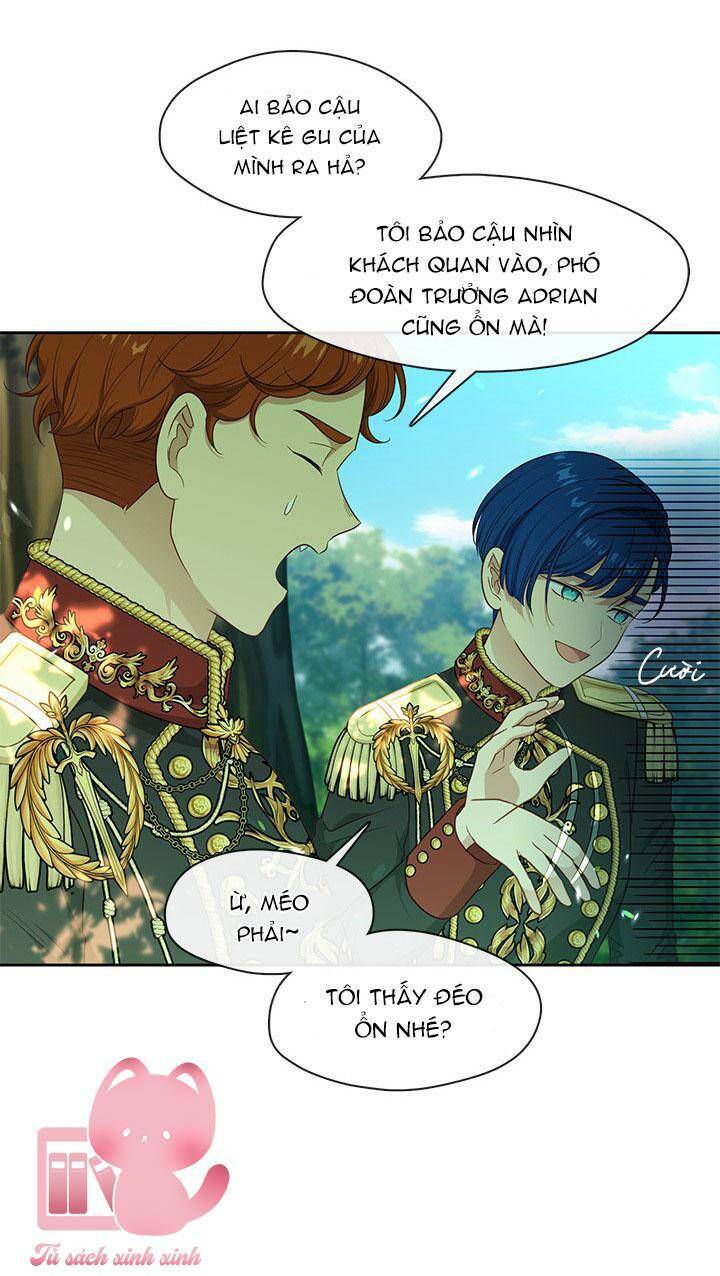 AI BẢO CẬU
LIỆT KÊ GU CỦA
MÌNH RA HẢ?
TÔI BẢO CẬU NHÌN
KHÁCH QUAN VÀO, PHÓ
ĐOÀN TRƯỞNG ADRIAN
CŨNG ỔN MÀ!
Cười
Ừ, MÉO
PHẢI~
TÔI THẤY ĐÉO
ỔN NHÉ?
Tủ sách xinh xinh